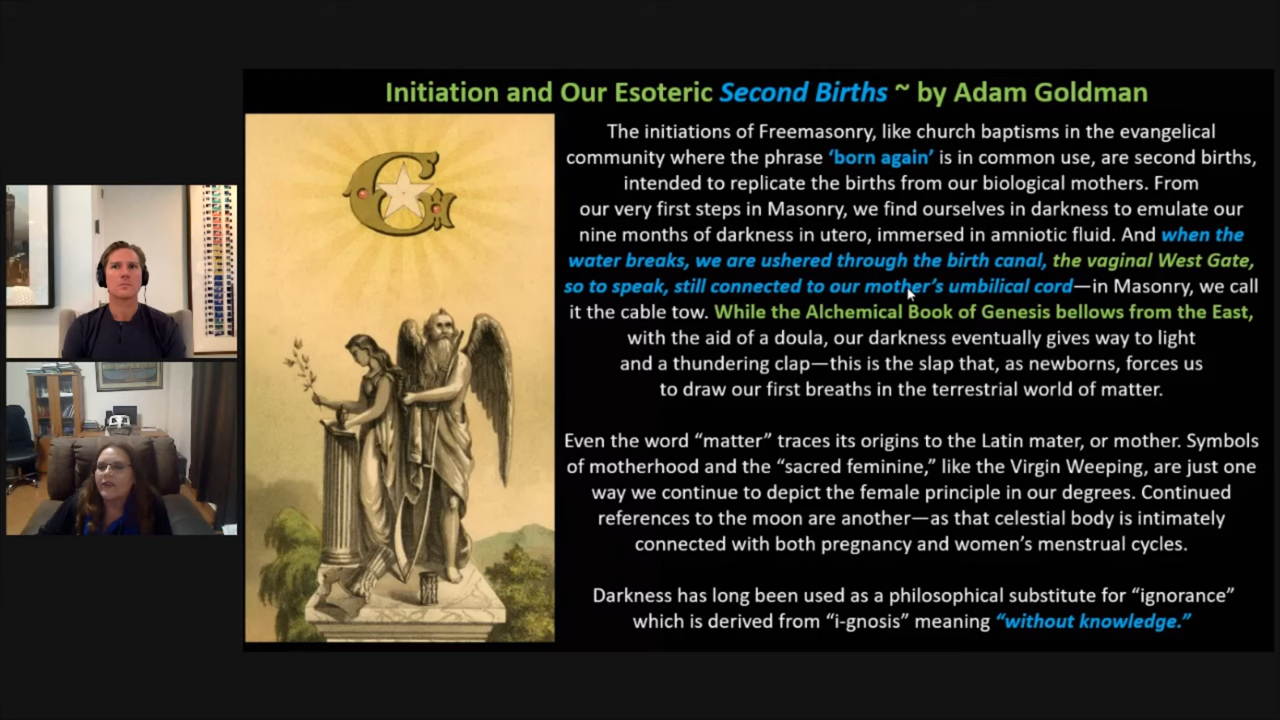 Initiation and Our Esoteric Second Births ~ by Adam Goldman
The initiations of Freemasonry, like church baptisms in the evangelical
community where the phrase ‘born again’ is in common use, are second births,
intended to replicate the births from our biological mothers. From
our very first steps in Masonry, we find ourselves in darkness to emulate our
nine months of darkness in utero, immersed in amniotic fluid. And when the
water breaks, we are ushered through the birth canal, the vaginal West Gate,
so to speak, still connected to our mother’s umbilical cord—in Masonry, we call
it the cable tow. While the Alchemical Book of Genesis bellows from the East,
with the aid of a doula, our darkness eventually gives way to light
and a thundering clap—this is the slap that, as newborns, forces us
to draw our first breaths in the terrestrial world of matter.
Even the word “matter” traces its origins to the Latin mater, or mother. Symbols
of motherhood and the “sacred feminine,” like the Virgin Weeping, are just one
way we continue to depict the female principle in our degrees. Continued
references to the moon are another—as that celestial body is intimately
connected with both pregnancy and women’s menstrual cycles.
Darkness has long been used as a philosophical substitute for “ignorance”
which is derived from “i-gnosis” meaning “without knowledge.”
G